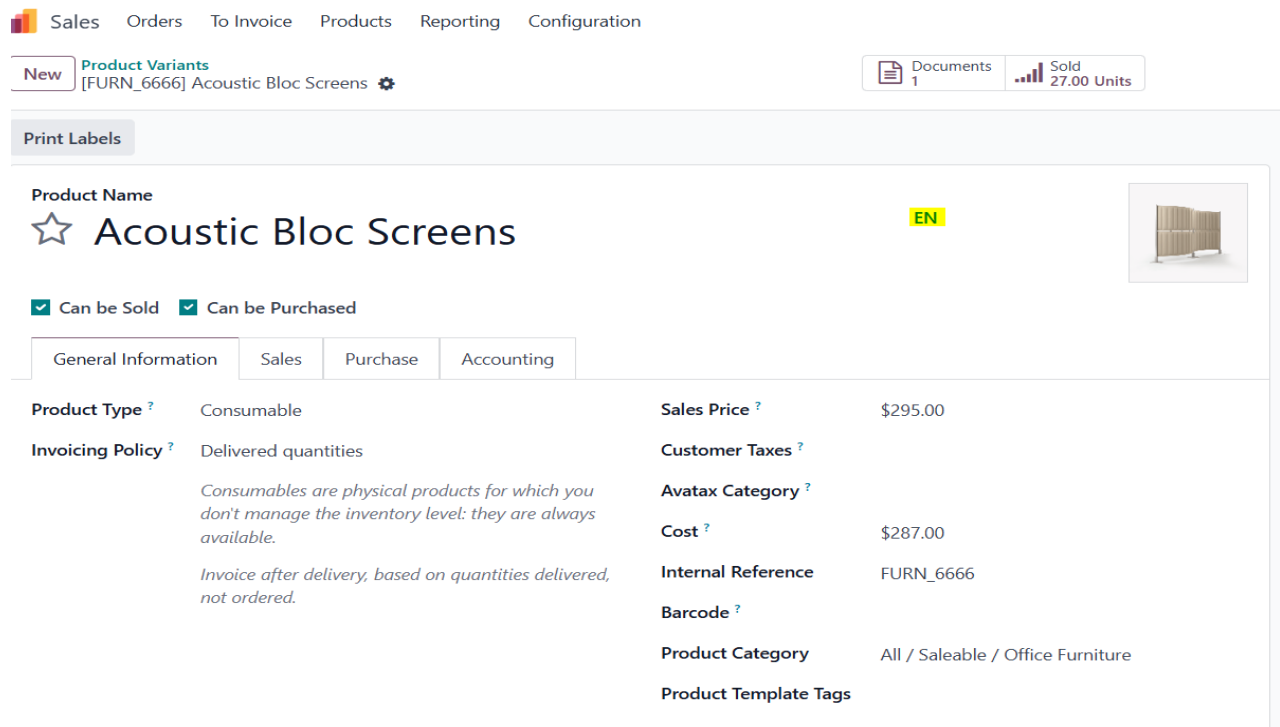 Sales Orders To Invoice Products Reporting Configuration
New
Product Variants
[FURN_6666] Acoustic Bloc Screens
Documents
1
Sold
27.00 Units
Print Labels
Product Name
Acoustic Bloc Screens
EN
Can be Sold Can be Purchased
General Information Sales Purchase Accounting
Product Type ? Consumable
Invoicing Policy ? Delivered quantities
Consumables are physical products for which you
don't manage the inventory level: they are always
available.
Invoice after delivery, based on quantities delivered,
not ordered.
Sales Price ? $295.00
Customer Taxes ?
Avatax Category ?
Cost ? $287.00
Internal Reference FURN_6666
Barcode ?
Product Category All / Saleable / Office Furniture
Product Template Tags